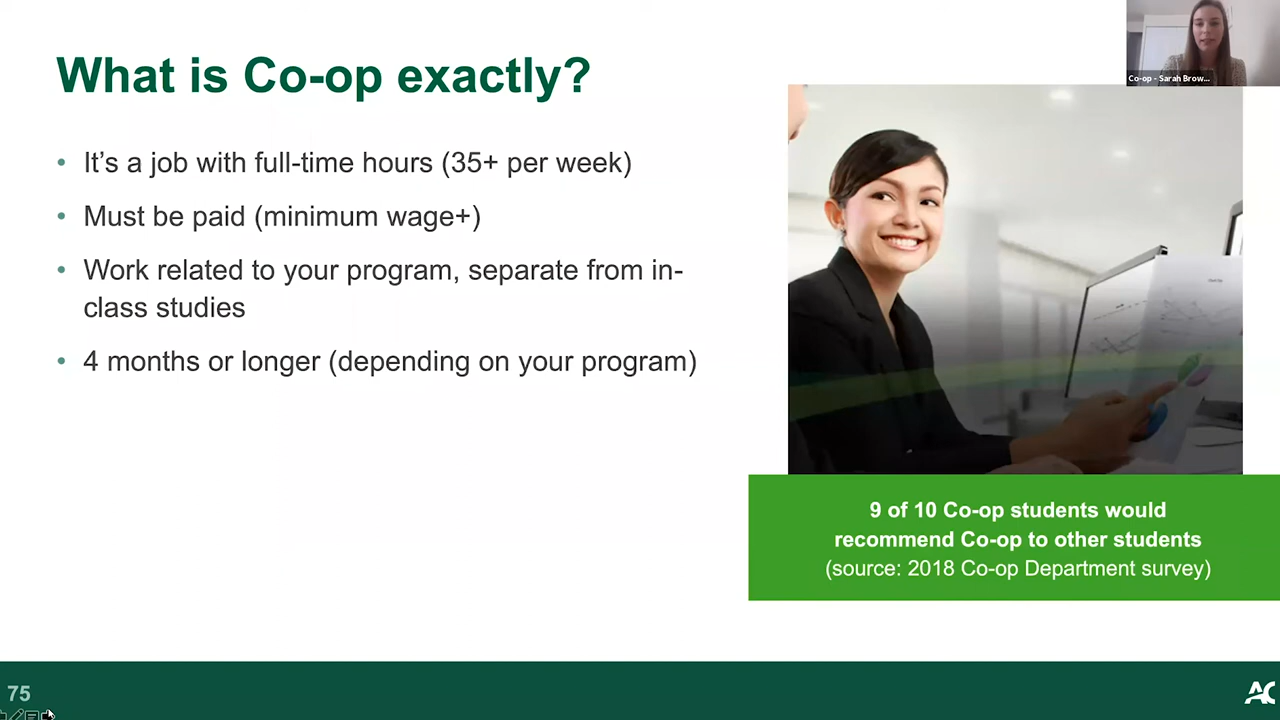 What is Co-op exactly?
Co-op - Sarah Brow...
• It’s a job with full-time hours (35+ per week)
• Must be paid (minimum wage+)
• Work related to your program, separate from in-
class studies
• 4 months or longer (depending on your program)
9 of 10 Co-op students would
recommend Co-op to other students
(source: 2018 Co-op Department survey)
75
AC